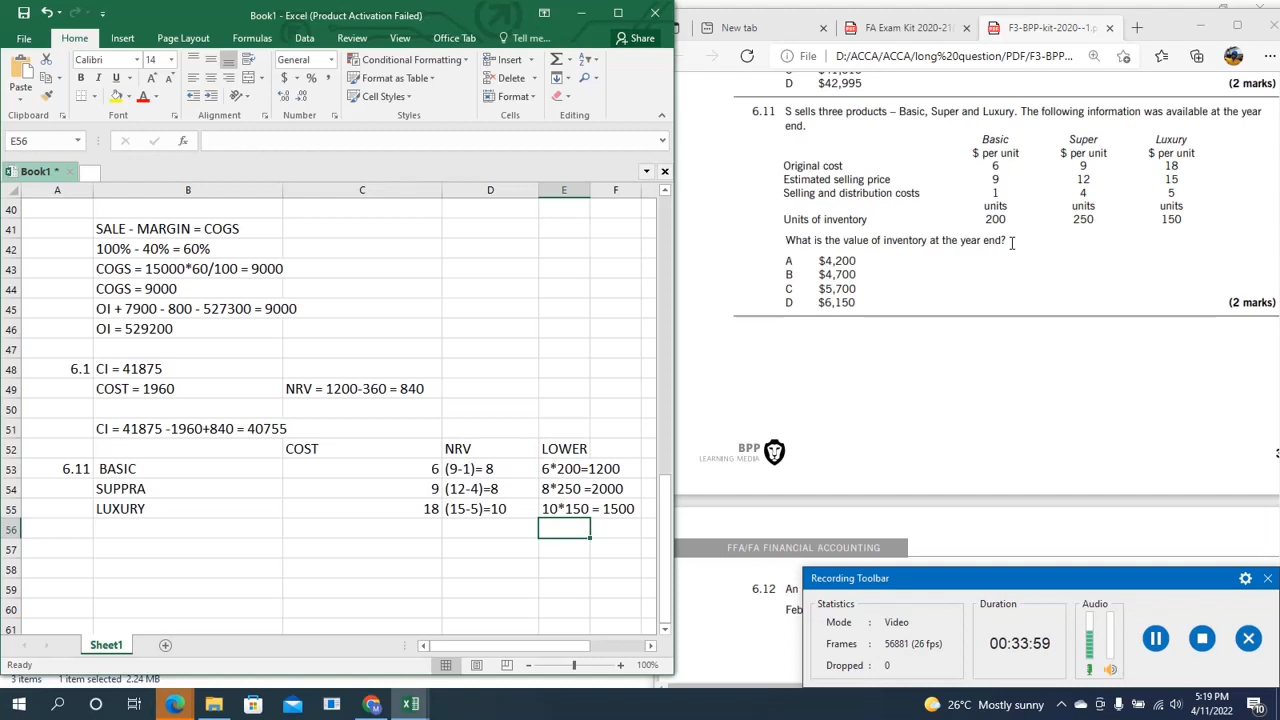 Book1 - Excel (Product Activation Failed)
File Home Insert Page Layout Formulas Data Review View Office Tab Tell me... Share
Paste
Calibri 14
B I U
General
$ % ,
Conditional Formatting
Format as Table
Cell Styles
Insert
Delete
Format
Clipboard Font Alignment Number Styles Cells Editing
E56 fx
Book1 *
A B C D E F
40
41 SALE - MARGIN = COGS
42 100% - 40% = 60%
43 COGS = 15000*60/100 = 9000
44 COGS = 9000
45 OI + 7900 - 800 - 527300 = 9000
46 OI = 529200
47
48 6.1 CI = 41875
49 COST = 1960 NRV = 1200-360 = 840
50
51 CI = 41875 -1960+840 = 40755
52 COST NRV LOWER
53 6.11 BASIC 6 (9-1)= 8 6*200=1200
54 SUPPRA 9 (12-4)=8 8*250 =2000
55 LUXURY 18 (15-5)=10 10*150 = 1500
56
57
58
59
60
61
Sheet1
Ready 100%
3 items 1 item selected 2.24 MB
New tab FA Exam Kit 2020-21( F3-BPP-kit-2020--1.p
File D:/ACCA/ACCA/long%20question/PDF/F3-BPP...
D $42,995 (2 marks)
6.11 S sells three products – Basic, Super and Luxury. The following information was available at the year
end.
Basic Super Luxury
$ per unit $ per unit $ per unit
Original cost 6 9 18
Estimated selling price 9 12 15
Selling and distribution costs 1 4 5
units units units
Units of inventory 200 250 150
What is the value of inventory at the year end?
A $4,200
B $4,700
C $5,700
D $6,150 (2 marks)
BPP
LEARNING MEDIA
FFA/FA FINANCIAL ACCOUNTING
6.12 An
Feb
Recording Toolbar
Statistics
Mode : Video
Frames : 56881 (26 fps)
Dropped : 0
Duration
00:33:59
Audio
26°C Mostly sunny
5:19 PM
4/11/2022
10